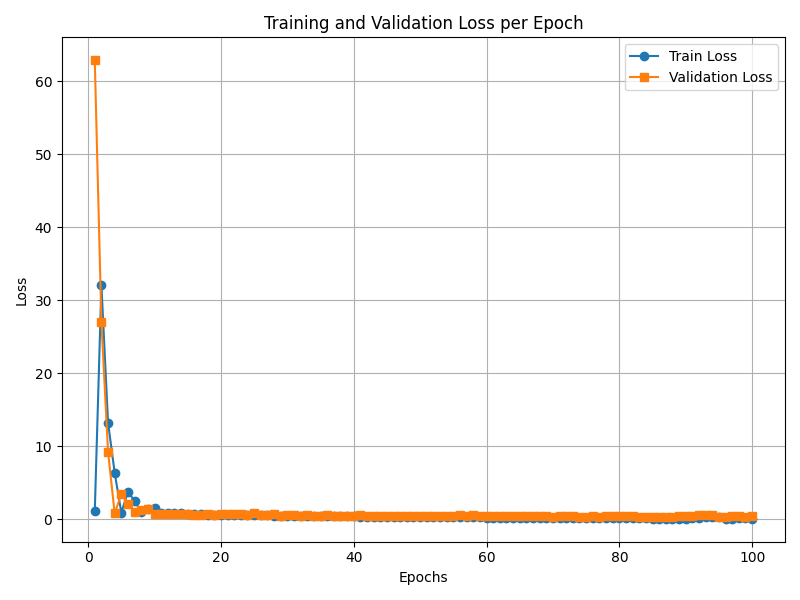 Training and Validation Loss per Epoch
Train Loss
Validation Loss
Loss
60
50
40
30
20
10
0
0 20 40 60 80 100
Epochs